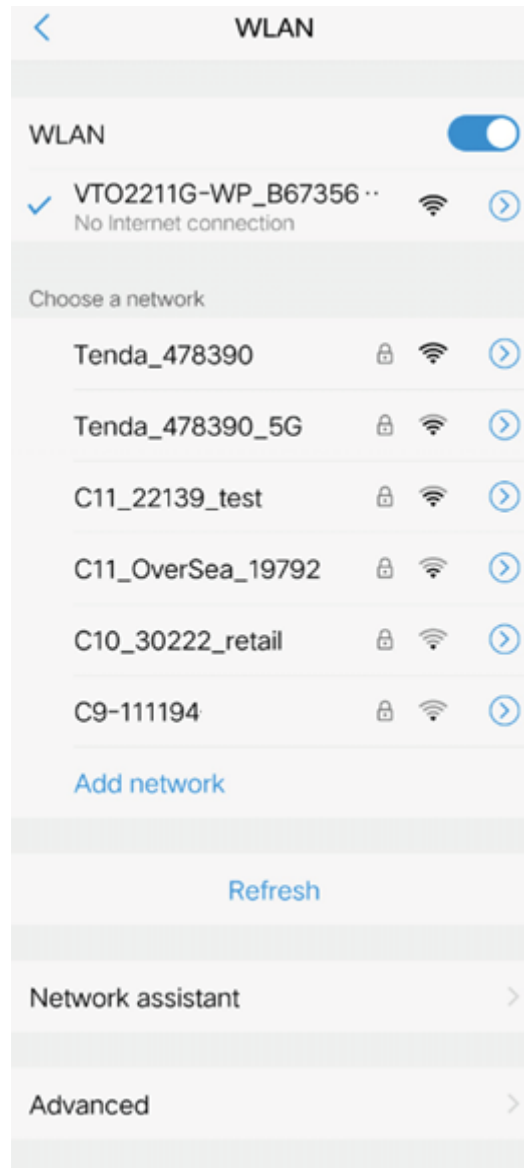 WLAN
WLAN
VTO2211G-WP_B67356··
No Internet connection
Choose a network
Tenda_478390
Tenda_478390_5G
C11_22139_test
C11_OverSea_19792
C10_30222_retail
C9-111194
Add network
Refresh
Network assistant
Advanced